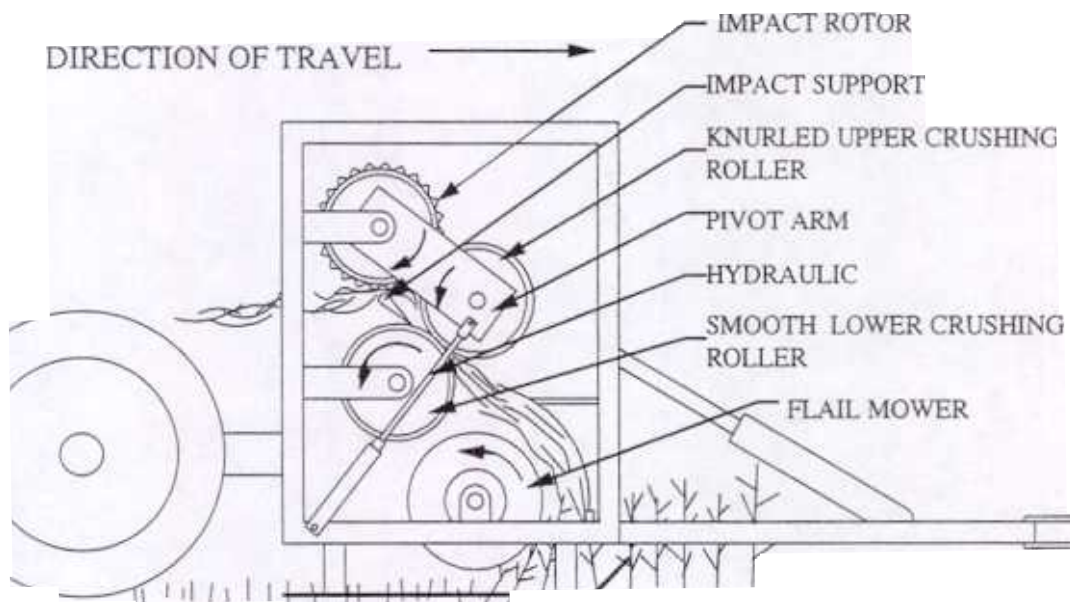 DIRECTION OF TRAVEL
IMPACT ROTOR
IMPACT SUPPORT
KNURLED UPPER CRUSHING
ROLLER
PIVOT ARM
HYDRAULIC
SMOOTH LOWER CRUSHING
ROLLER
FLAIL MOWER